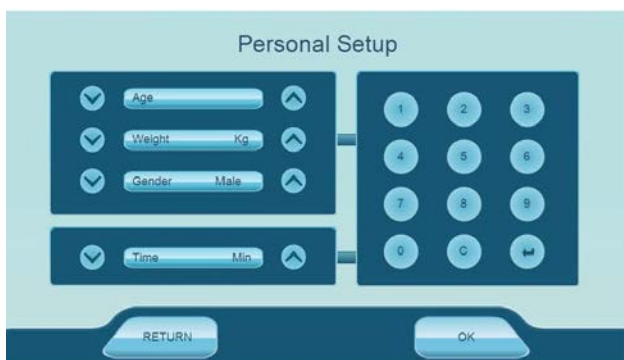 Personal Setup
Age
Weight Kg
Gender Male
Time Min
1 2 3
4 5 6
7 8 9
0 C
RETURN
OK